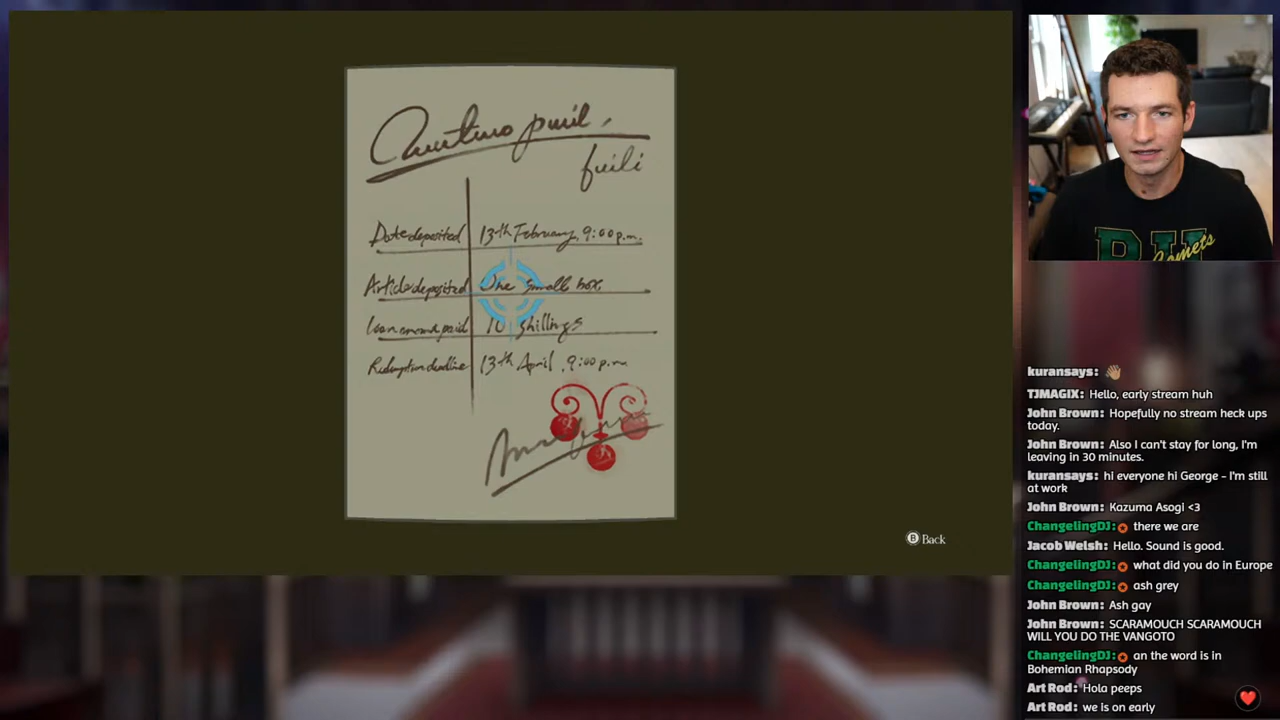 Date deposited 13th February, 9:00 p.m.
Article deposited One small box
Loan amount paid 10 shillings
Redemption deadline 13th April, 9:00 p.m.
B Back
Comets
kuransays: 👋🏼
TJMAGIX: Hello, early stream huh
John Brown: Hopefully no stream heck ups
today.
John Brown: Also I can't stay for long, I'm
leaving in 30 minutes.
kuransays: hi everyone hi George - I'm still
at work
John Brown: Kazuma Asogi <3
ChangelingDJ: there we are
Jacob Welsh: Hello. Sound is good.
ChangelingDJ: what did you do in Europe
ChangelingDJ: ash grey
John Brown: Ash gay
John Brown: SCARAMOUCH SCARAMOUCH
WILL YOU DO THE VANGOTO
ChangelingDJ: an the word is in
Bohemian Rhapsody
Art Rod: Hola peeps
Art Rod: we is on early